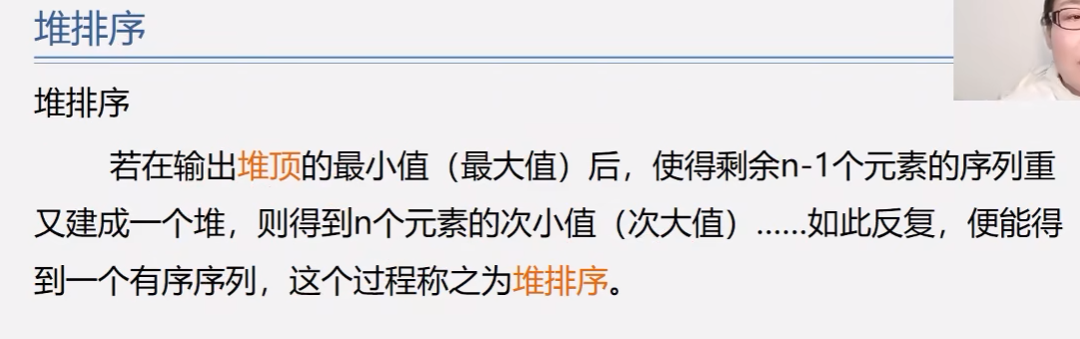 堆排序
堆排序
若在输出堆顶的最小值（最大值）后，使得剩余n-1个元素的序列重
又建成一个堆，则得到n个元素的次小值（次大值）……如此反复，便能得
到一个有序序列，这个过程称之为堆排序。